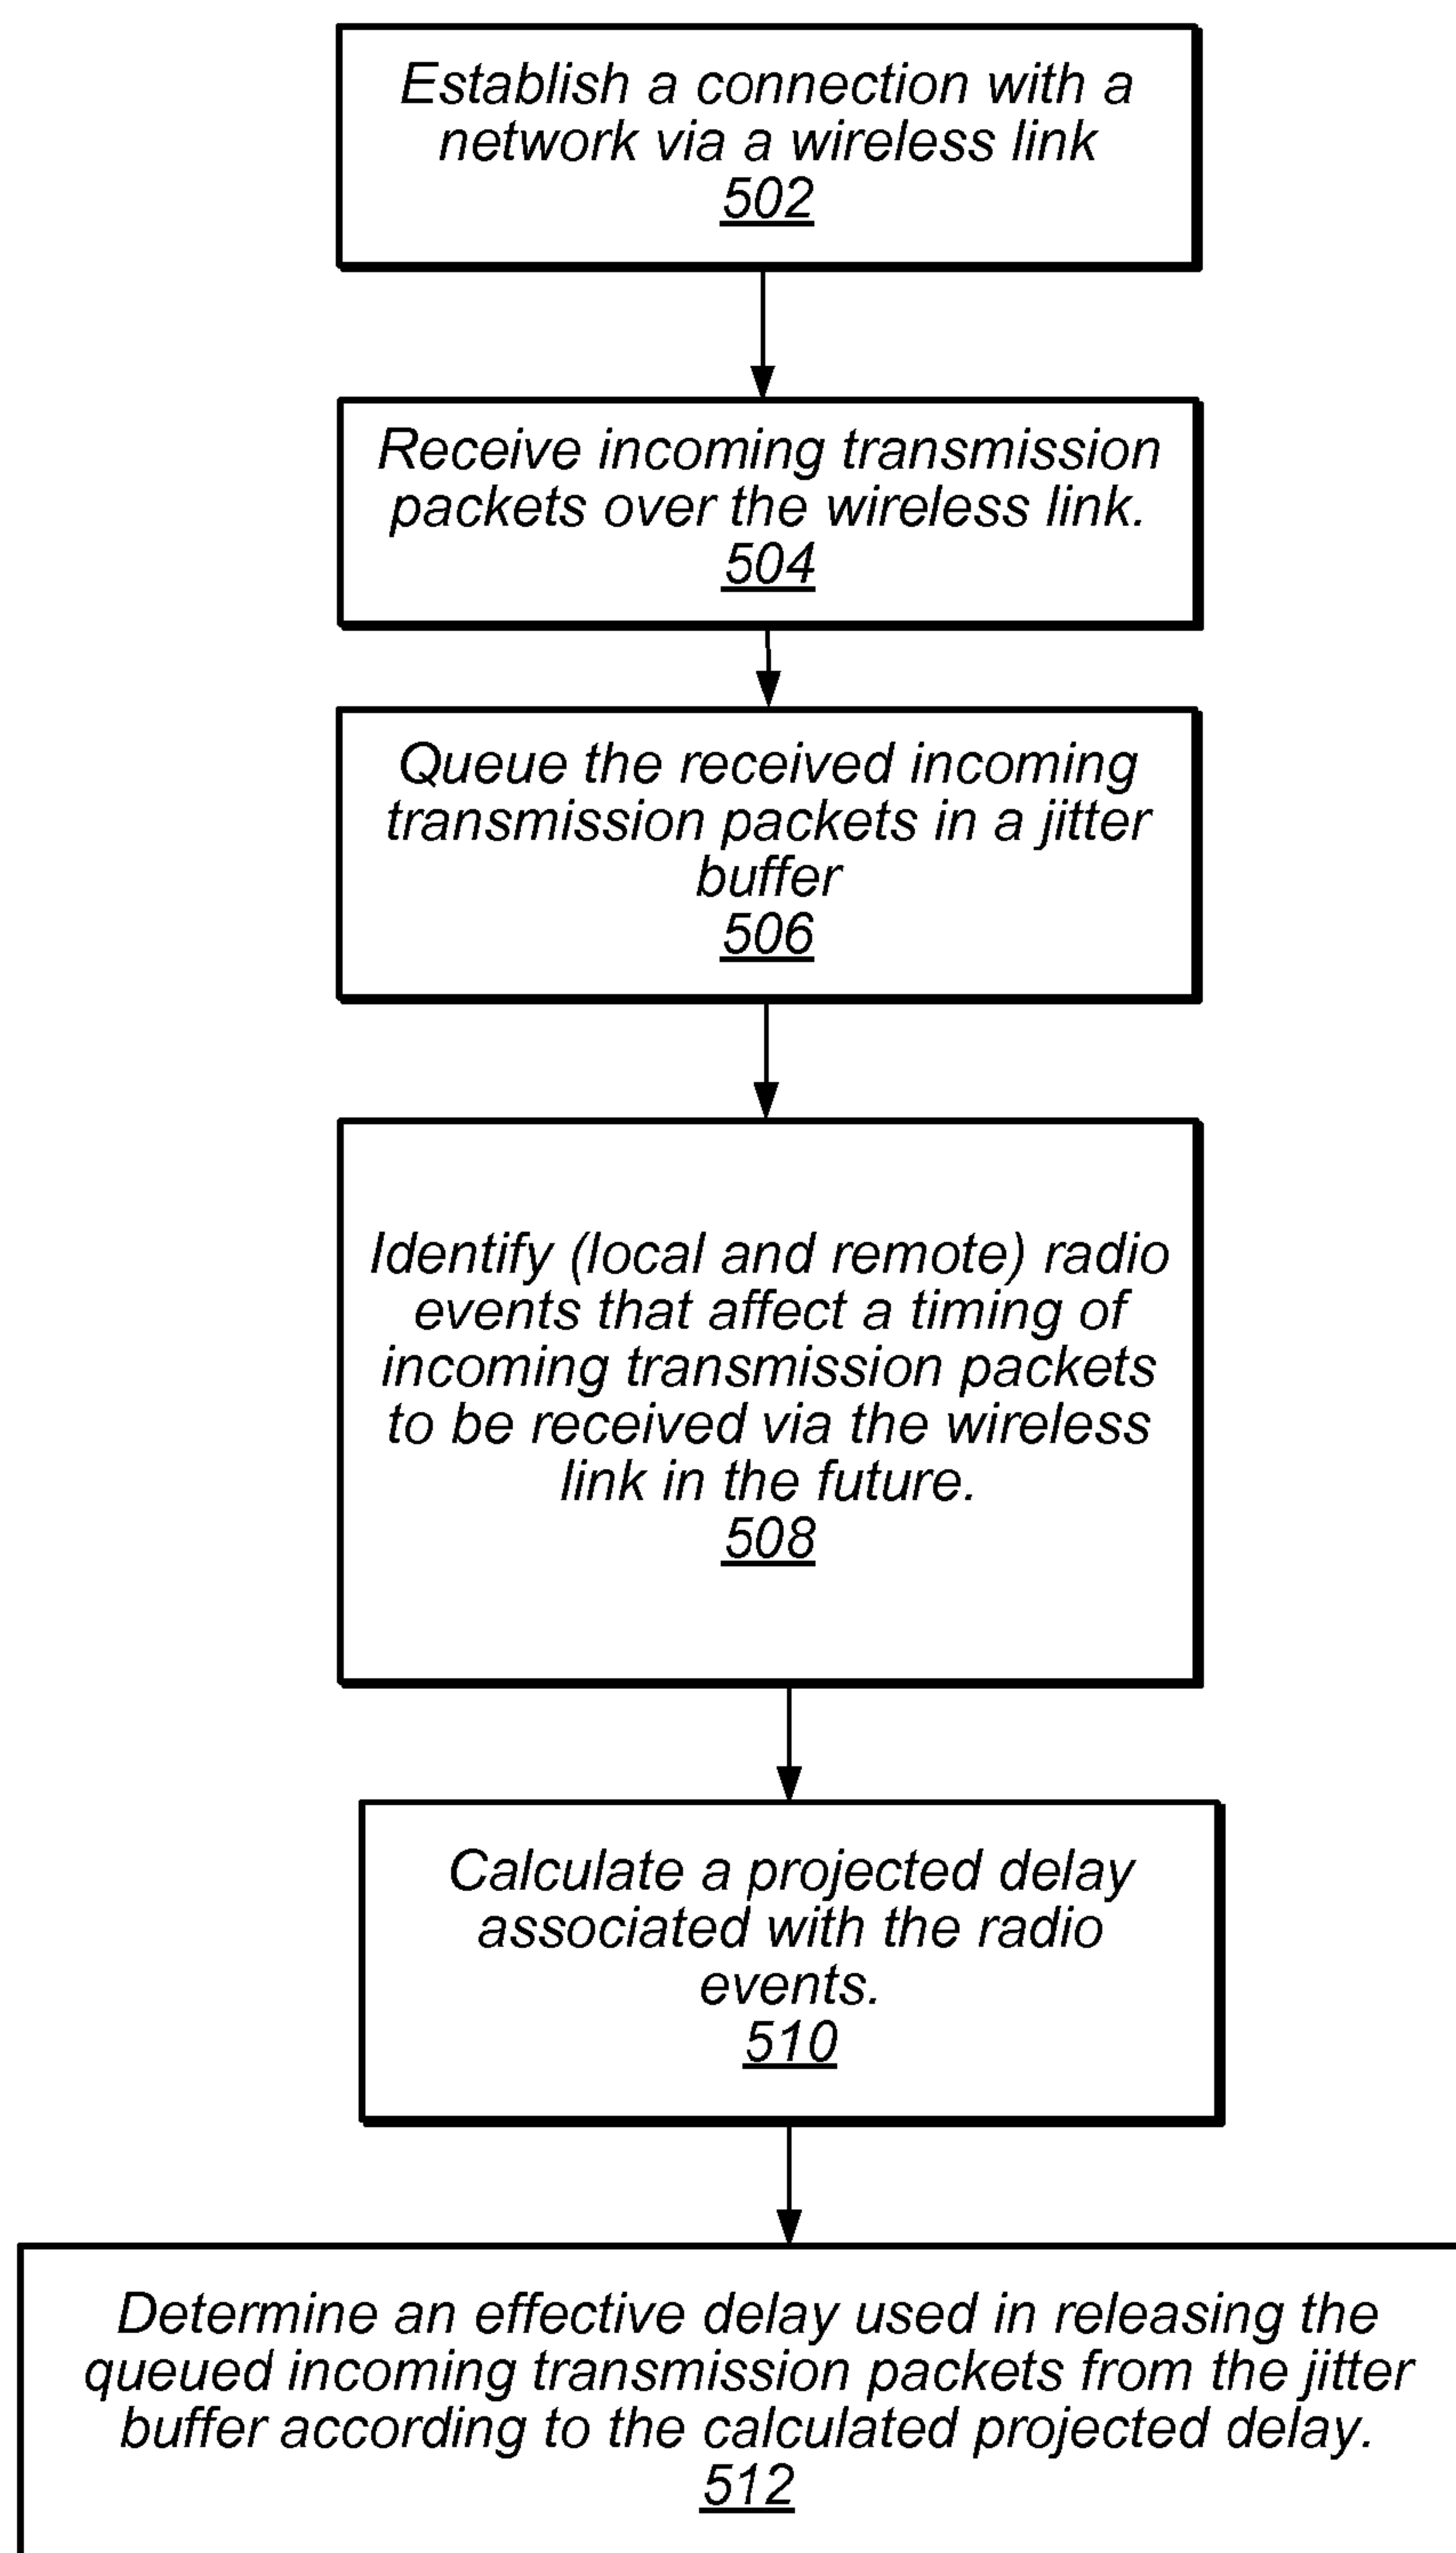 Establish a connection with a
network via a wireless link
502
Receive incoming transmission
packets over the wireless link.
504
Queue the received incoming
transmission packets in a jitter
buffer
506
Identify (local and remote) radio
events that affect a timing of
incoming transmission packets
to be received via the wireless
link in the future.
508
Calculate a projected delay
associated with the radio
events.
510
Determine an effective delay used in releasing the
queued incoming transmission packets from the jitter
buffer according to the calculated projected delay.
512